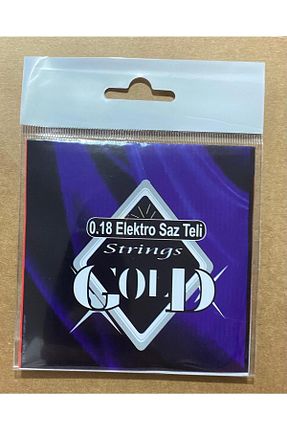 0.18 Elektro Saz Teli
Strings
GOLD